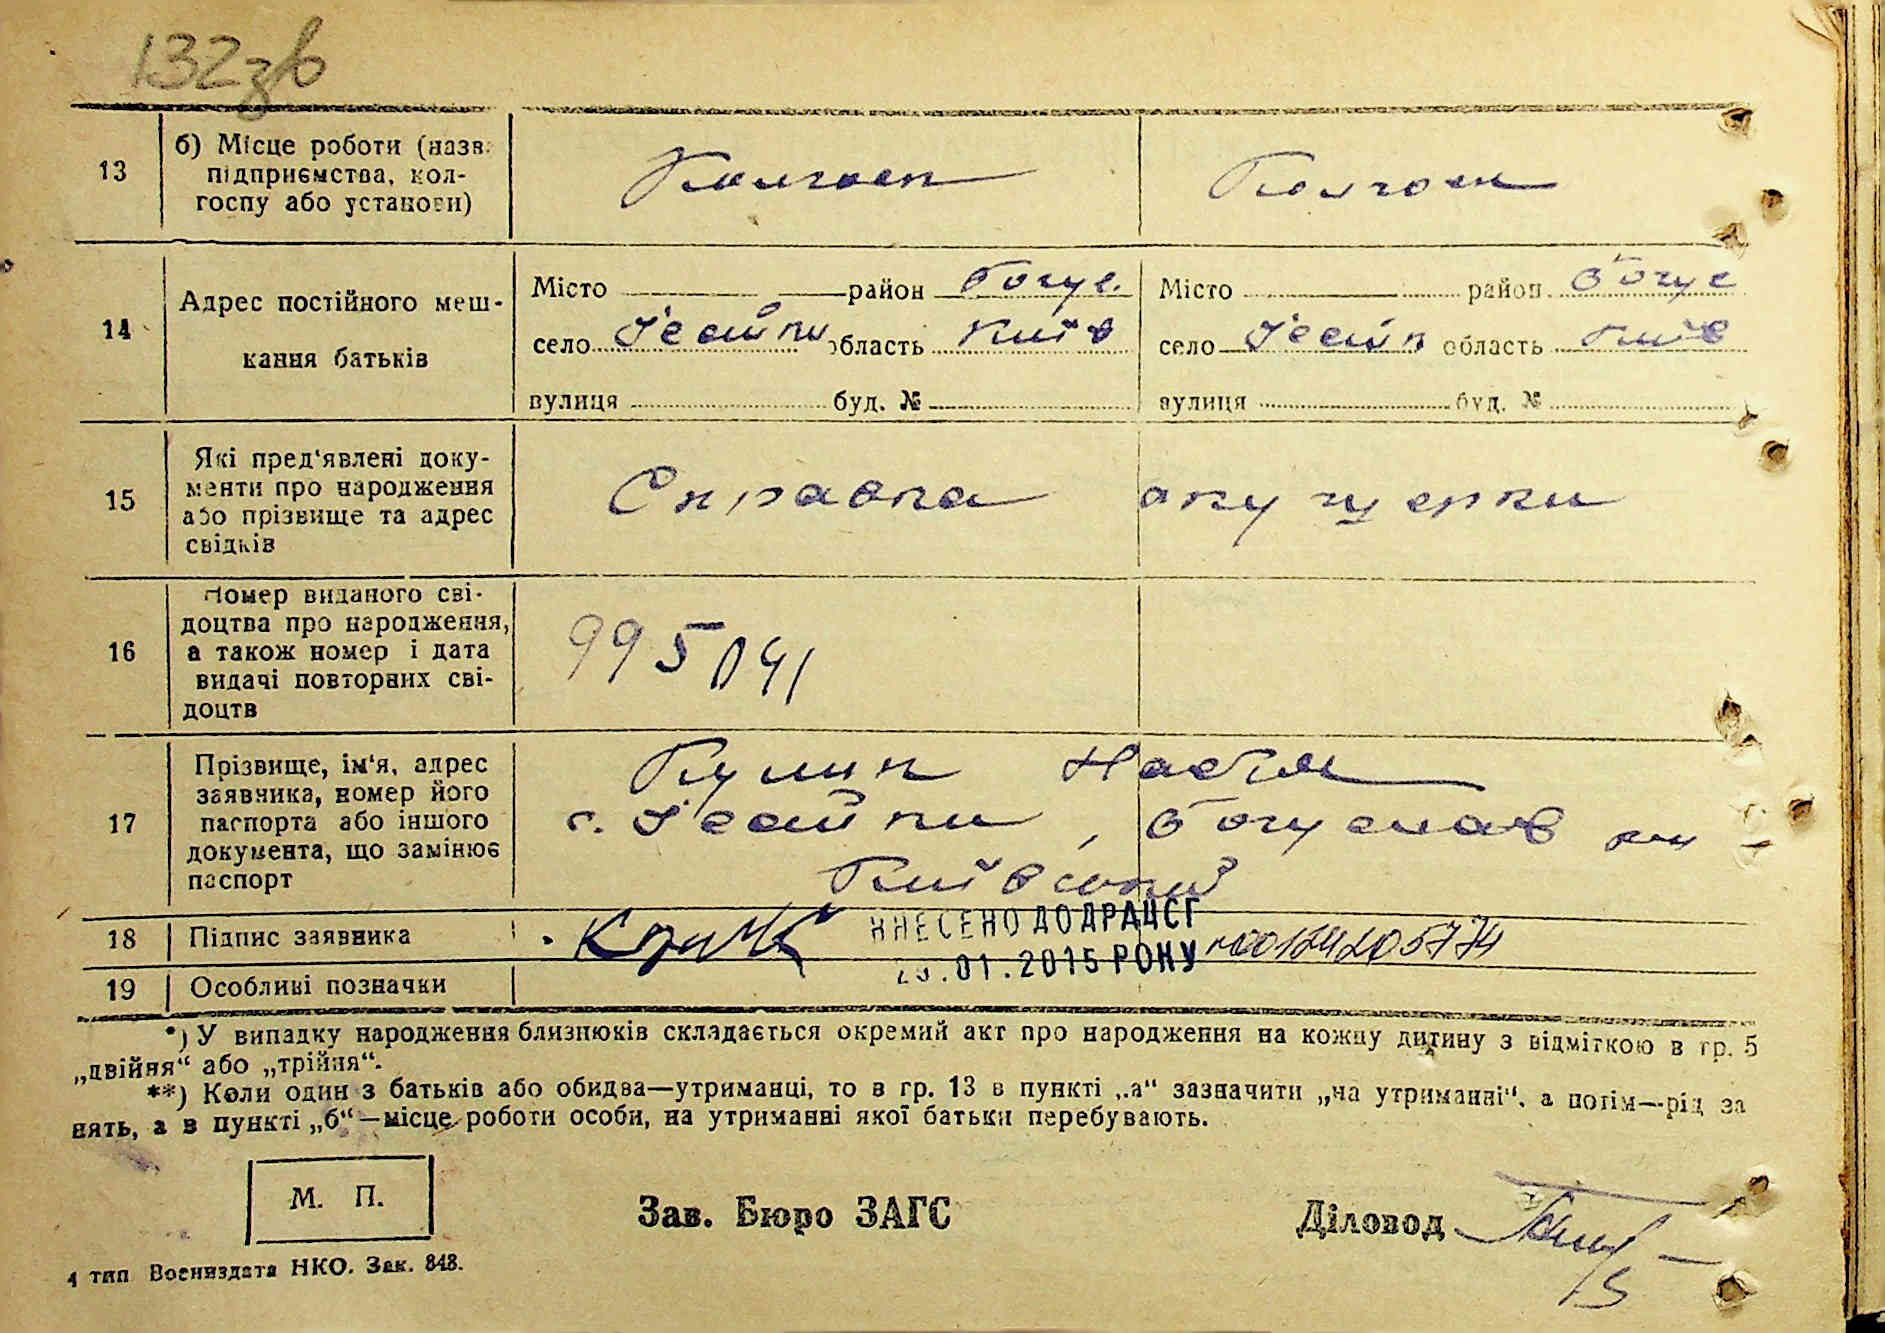 132зв
13
б) Місце роботи (назв.
підприємства, кол-
госпу або установи)
Колгосп
Колгосп
14
Адрес постійного меш-
кання батьків
Місто район Богус.
село Ісайки область Київ
вулиця буд. №
Місто район Богус
село Ісайк область Київ
вулиця буд. №
15
Які пред'явлені доку-
менти про народження
або прізвище та адрес
свідків
Справка акушерки
16
Номер виданого сві-
доцтва про народження,
а також номер і дата
видачі повторних сві-
доцтв
995041
17
Прізвище, ім'я, адрес
заявника, номер його
паспорта або іншого
документа, що замінює
паспорт
Кулик
с. Ісайки, Богуслав р-н
Київської
18
Підпис заявника
ВНЕСЕНО ДО ДРАЦСГ
.01.2015 РОКУ
19
Особливі позначки
*) У випадку народження близнюків складається окремий акт про народження на кожну дитину з відміткою в гр. 5
„двійня“ або „трійня“.
**) Коли один з батьків або обидва—утриманці, то в гр. 13 в пункті „а“ зазначити „на утриманні“, а потім—рід за
нять, а в пункті „б“—місце роботи особи, на утриманні якої батьки перебувають.
М. П.
Зав. Бюро ЗАГС
Діловод
4 тип Воениздата НКО. Зак. 848.